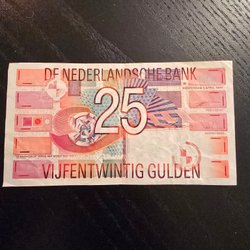 DE NEDERLANDSCHE BANK
25
VIJFENTWINTIG GULDEN